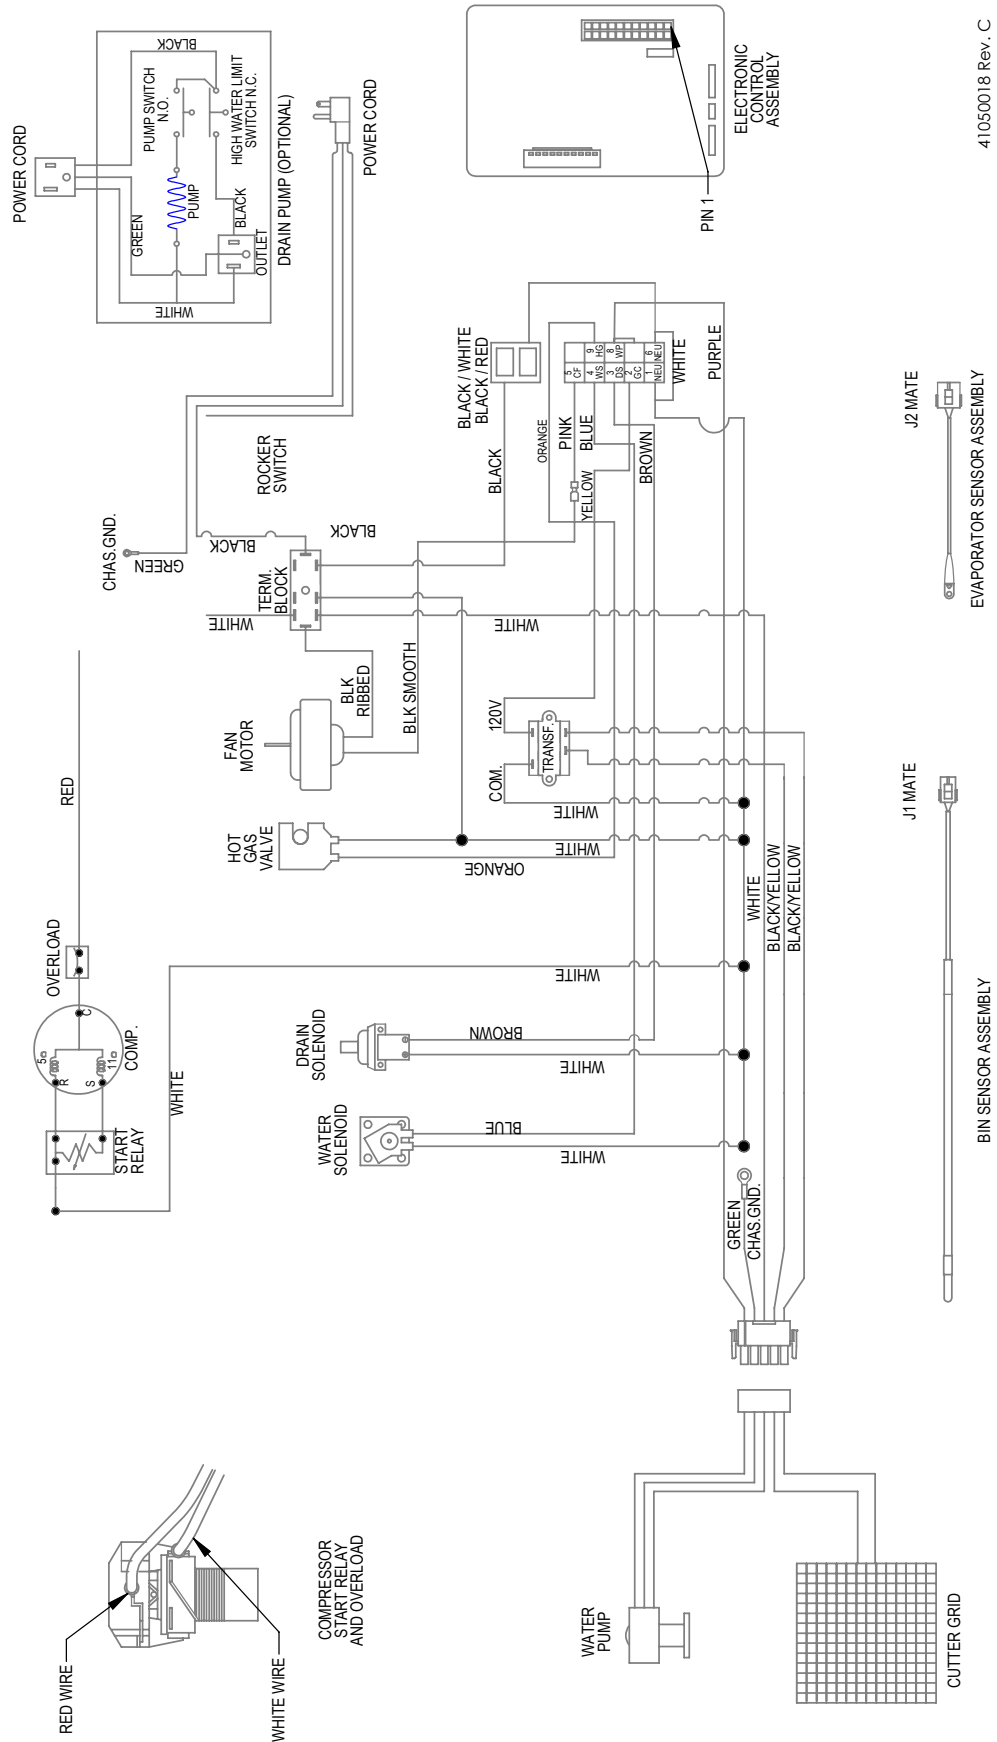 POWER CORD
BLACK
PUMP SWITCH
N.O.
HIGH WATER LIMIT
SWITCH N.C.
GREEN
PUMP
BLACK
OUTLET
WHITE
DRAIN PUMP (OPTIONAL)
POWER CORD
ELECTRONIC
CONTROL
ASSEMBLY
PIN 1
41050018 Rev. C
CHAS.GND.
GREEN
ROCKER
SWITCH
BLACK / WHITE
BLACK / RED
BLACK
BLACK
BLACK
TERM.
BLOCK
WHITE
WHITE
ORANGE
PINK
BLUE
YELLOW
BROWN
5
CF
4
WS
3
DS
2
GC
1
NEU
9
HG
8
WP
6
NEU
WHITE
PURPLE
RED
FAN
MOTOR
BLK
RIBBED
BLK SMOOTH
120V
COM.
TRANSF.
WHITE
HOT
GAS
VALVE
WHITE
ORANGE
WHITE
BLACK/YELLOW
BLACK/YELLOW
OVERLOAD
C
COMP.
5
R
S
11
START
RELAY
WHITE
WHITE
DRAIN
SOLENOID
BROWN
WHITE
WATER
SOLENOID
BLUE
WHITE
GREEN
CHAS.GND.
J2 MATE
EVAPORATOR SENSOR ASSEMBLY
J1 MATE
BIN SENSOR ASSEMBLY
RED WIRE
WHITE WIRE
COMPRESSOR
START RELAY
AND OVERLOAD
WATER
PUMP
CUTTER GRID